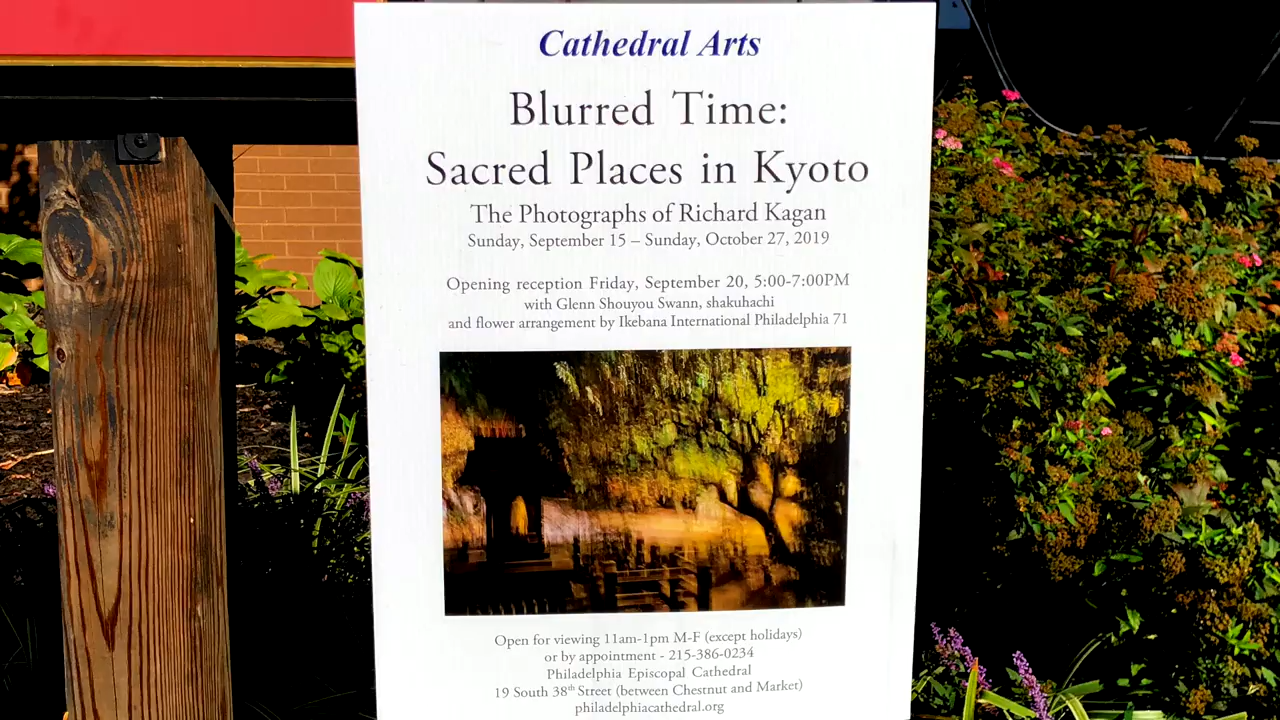 Cathedral Arts
Blurred Time:
Sacred Places in Kyoto
The Photographs of Richard Kagan
Sunday, September 15 – Sunday, October 27, 2019
Opening reception Friday, September 20, 5:00-7:00PM
with Glenn Shouyou Swann, shakuhachi
and flower arrangement by Ikebana International Philadelphia 71
Open for viewing 11am-1pm M-F (except holidays)
or by appointment - 215-386-0234
Philadelphia Episcopal Cathedral
19 South 38th Street (between Chestnut and Market)
philadelphiacathedral.org